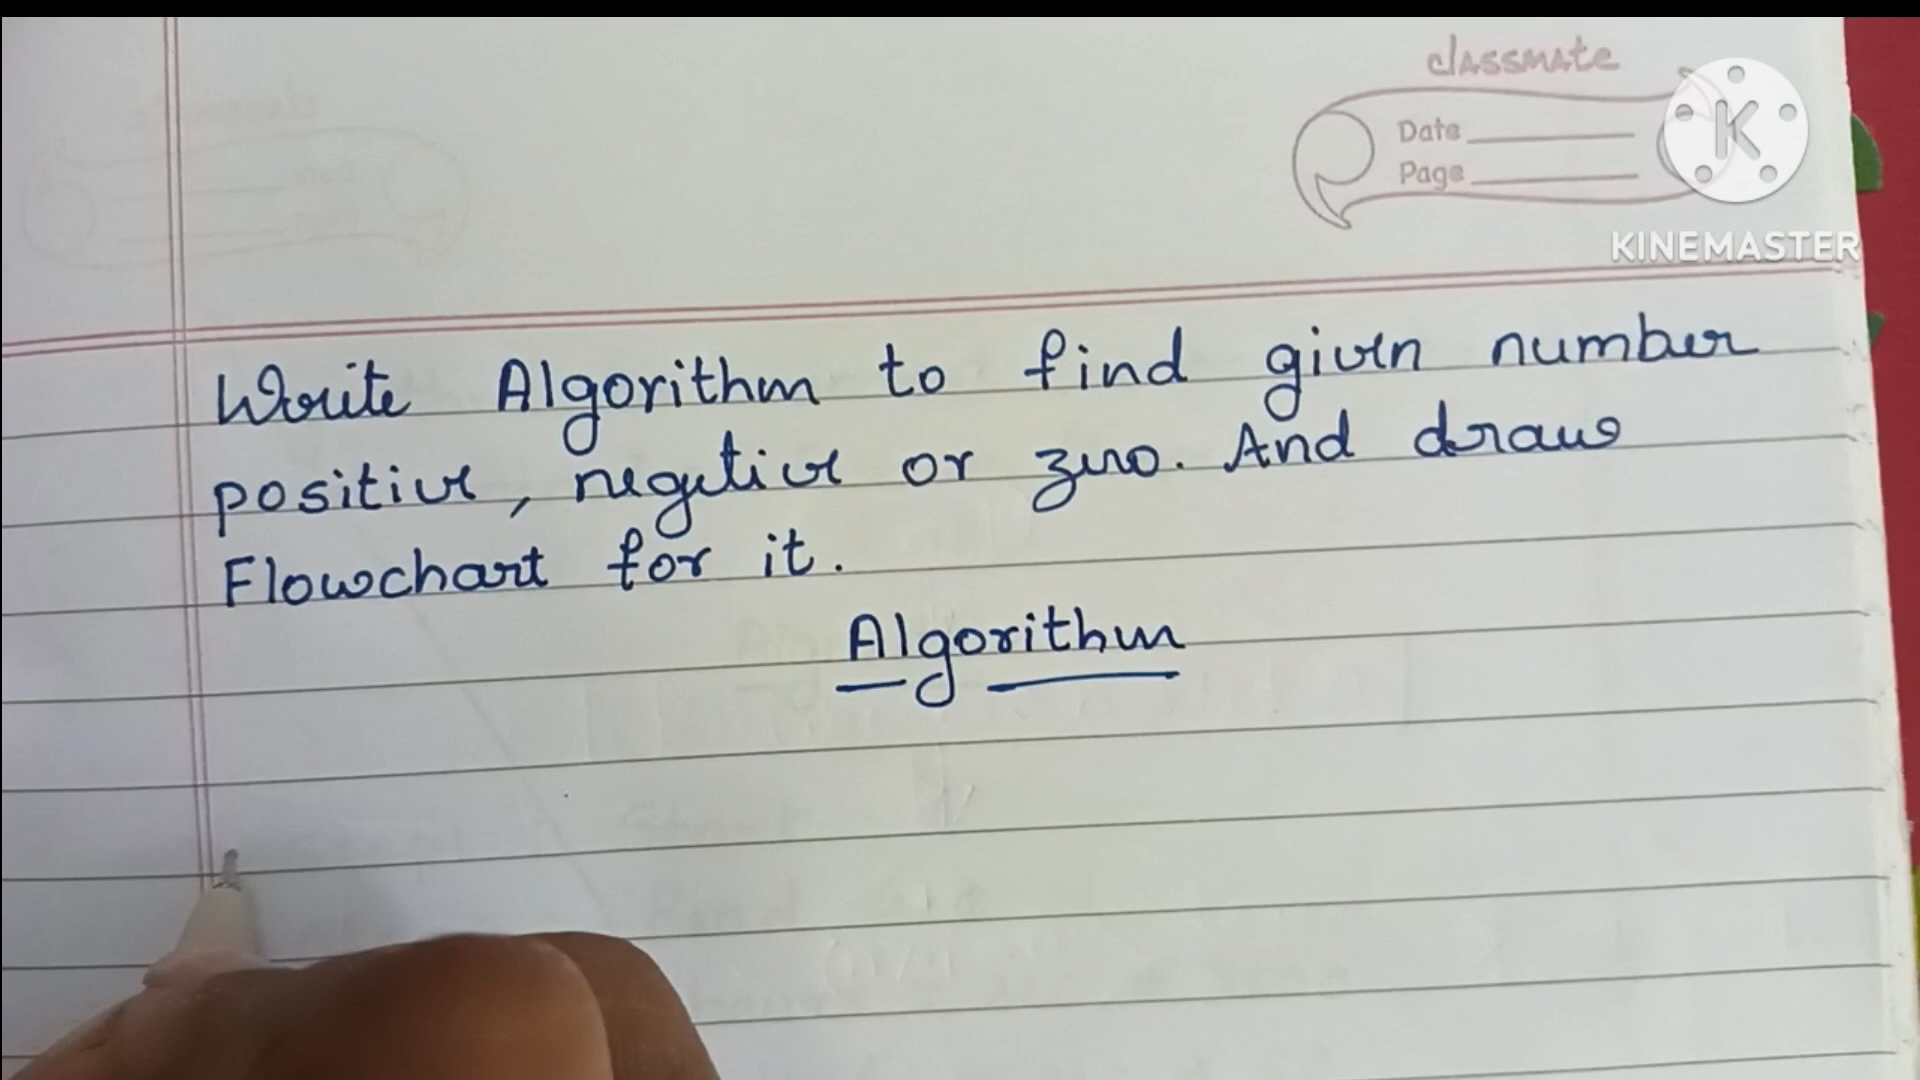 classmate
Date
Page
KINEMASTER
Write Algorithm to find given number
positive, negative or zero. And draw
Flowchart for it.
Algorithm